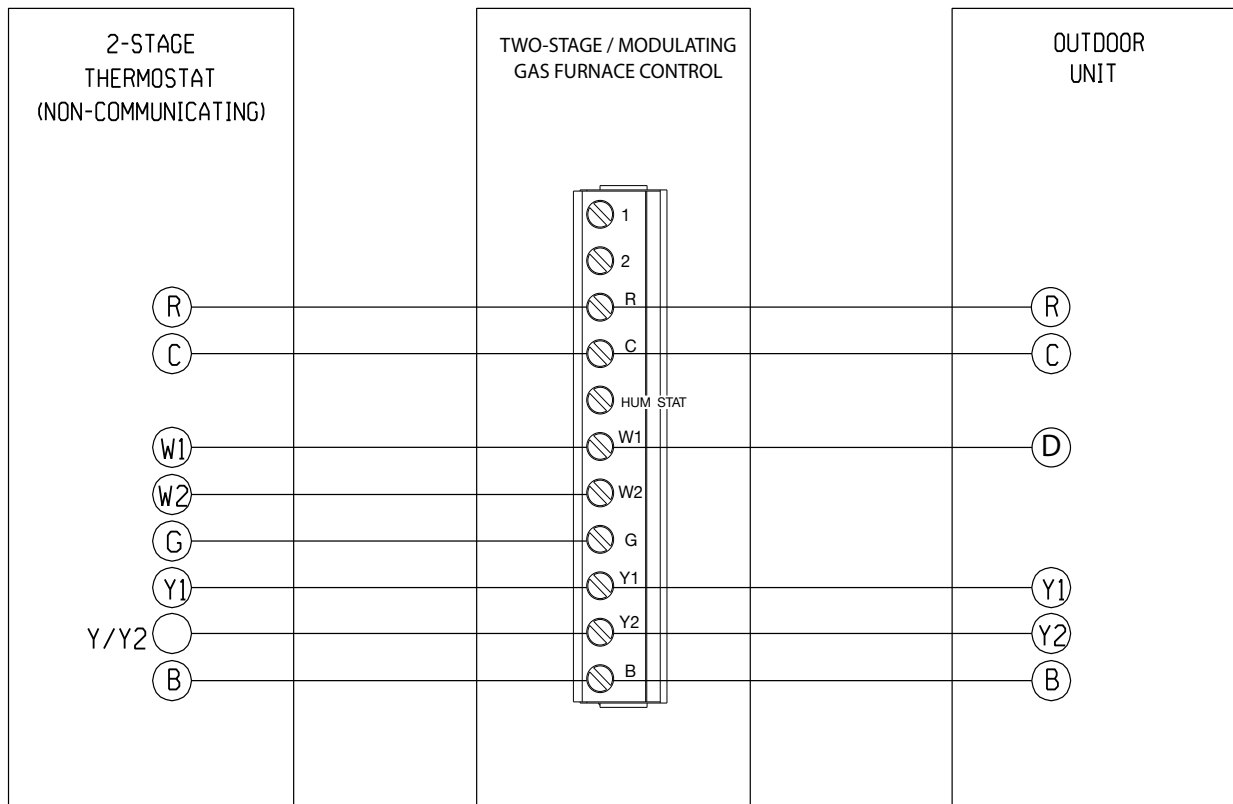 2-STAGE
THERMOSTAT
(NON-COMMUNICATING)
TWO-STAGE / MODULATING
GAS FURNACE CONTROL
OUTDOOR
UNIT
1
2
R R R
C C C
HUM STAT
W1 W1 D
W2 W2
G G
Y1 Y1 Y1
Y/Y2 Y2 Y2
B B B